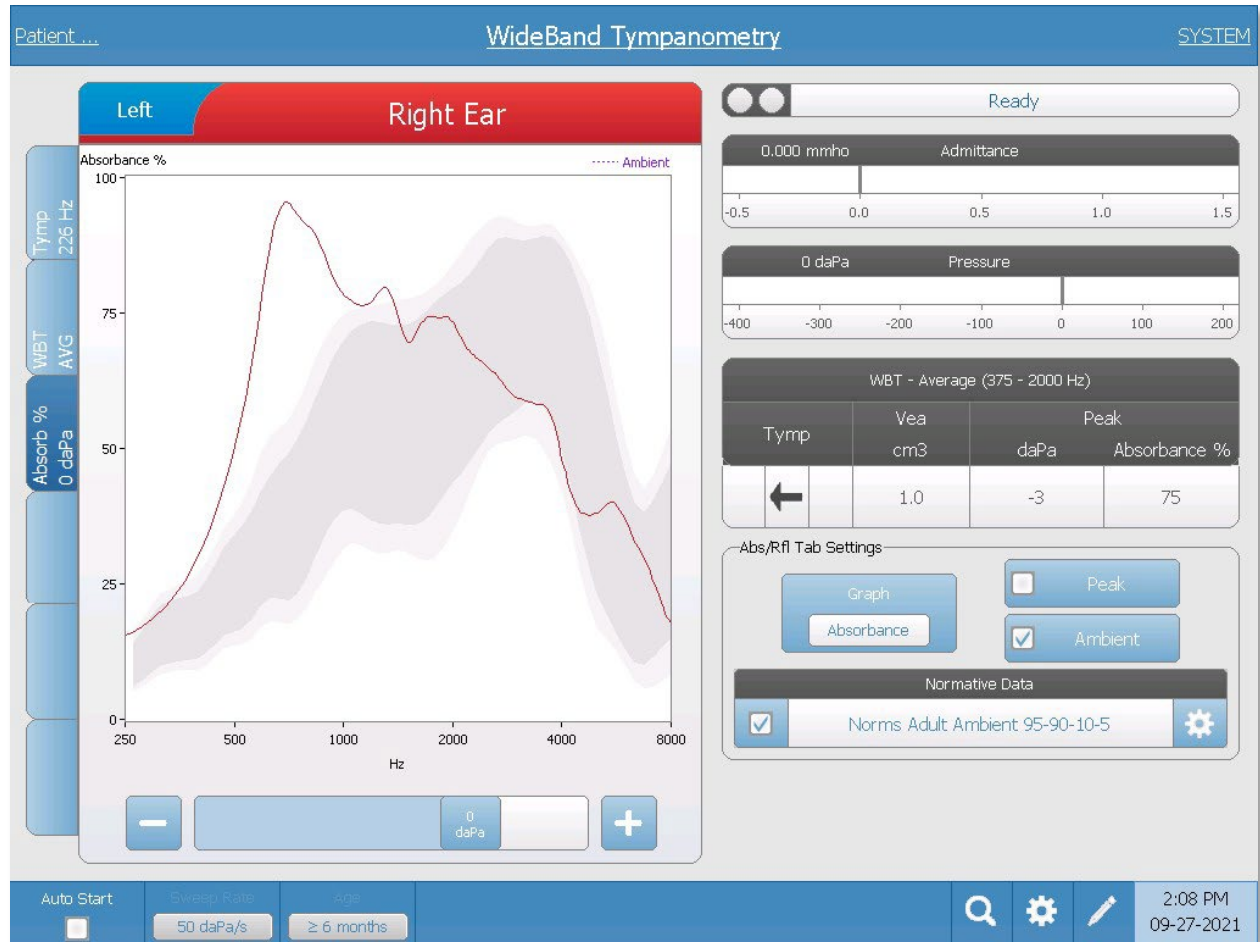 Patient ...
WideBand Tympanometry
SYSTEM
Left
Right Ear
Absorbance %
Ambient
100
75
50
25
0
250 500 1000 2000 4000 8000
Hz
Tymp
226 Hz
WBT
AVG
Absorb %
0 daPa
0
daPa
Ready
0.000 mmho Admittance
-0.5 0.0 0.5 1.0 1.5
0 daPa Pressure
-400 -300 -200 -100 0 100 200
WBT - Average (375 - 2000 Hz)
Tymp
Vea
cm3
Peak
daPa Absorbance %
1.0 -3 75
Abs/Rfl Tab Settings
Graph
Absorbance
Peak
Ambient
Normative Data
Norms Adult Ambient 95-90-10-5
Auto Start
Sweep Rate
50 daPa/s
Age
≥ 6 months
2:08 PM
09-27-2021